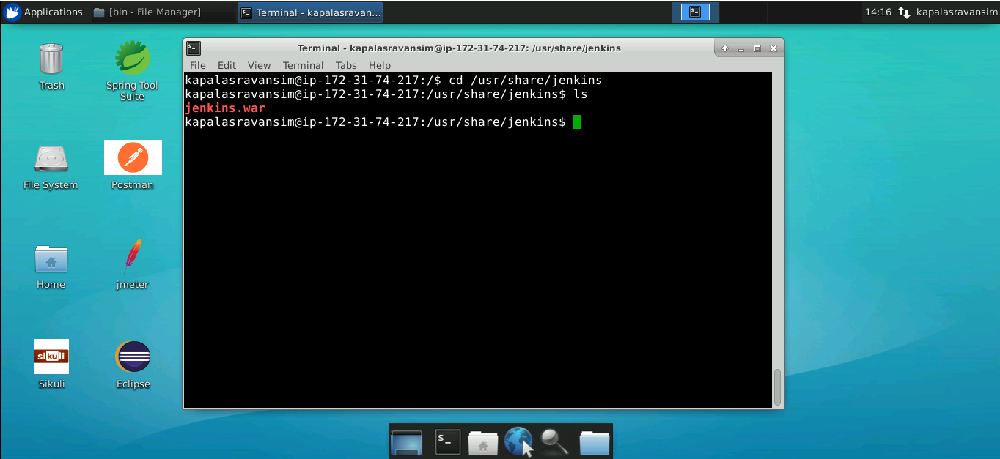 Applications
[bin - File Manager]
Terminal - kapalasravan...
14:16
kapalasravansim
Trash
Spring Tool
Suite
File System
Postman
Home
jmeter
sikuli
Sikuli
Eclipse
Terminal - kapalasravansim@ip-172-31-74-217: /usr/share/jenkins
File Edit View Terminal Tabs Help
kapalasravansim@ip-172-31-74-217:/$ cd /usr/share/jenkins
kapalasravansim@ip-172-31-74-217:/usr/share/jenkins$ ls
jenkins.war
kapalasravansim@ip-172-31-74-217:/usr/share/jenkins$
$_